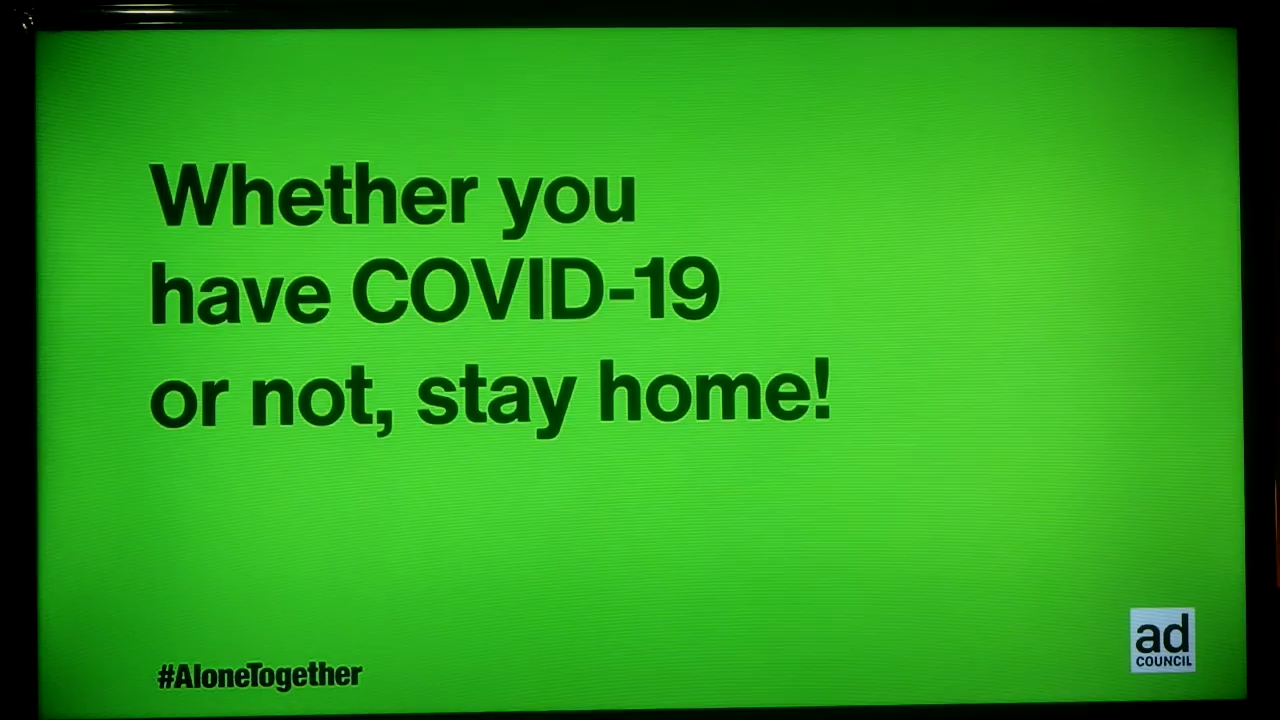 Whether you
have COVID-19
or not, stay home!
#AloneTogether
ad
COUNCIL